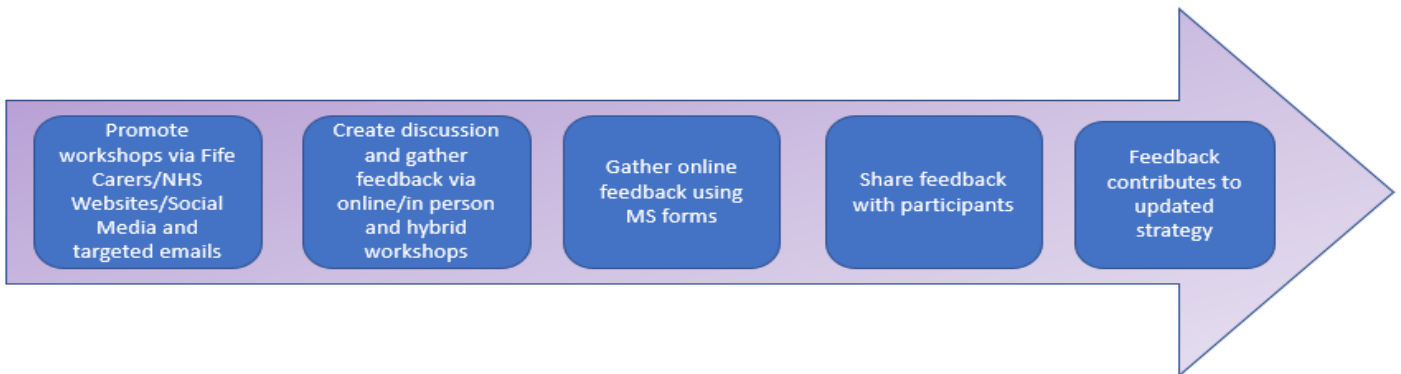 Promote
workshops via Fife
Carers/NHS
Websites/Social
Media and
targeted emails
Create discussion
and gather
feedback via
online/in person
and hybrid
workshops
Gather online
feedback using
MS forms
Share feedback
with participants
Feedback
contributes to
updated
strategy